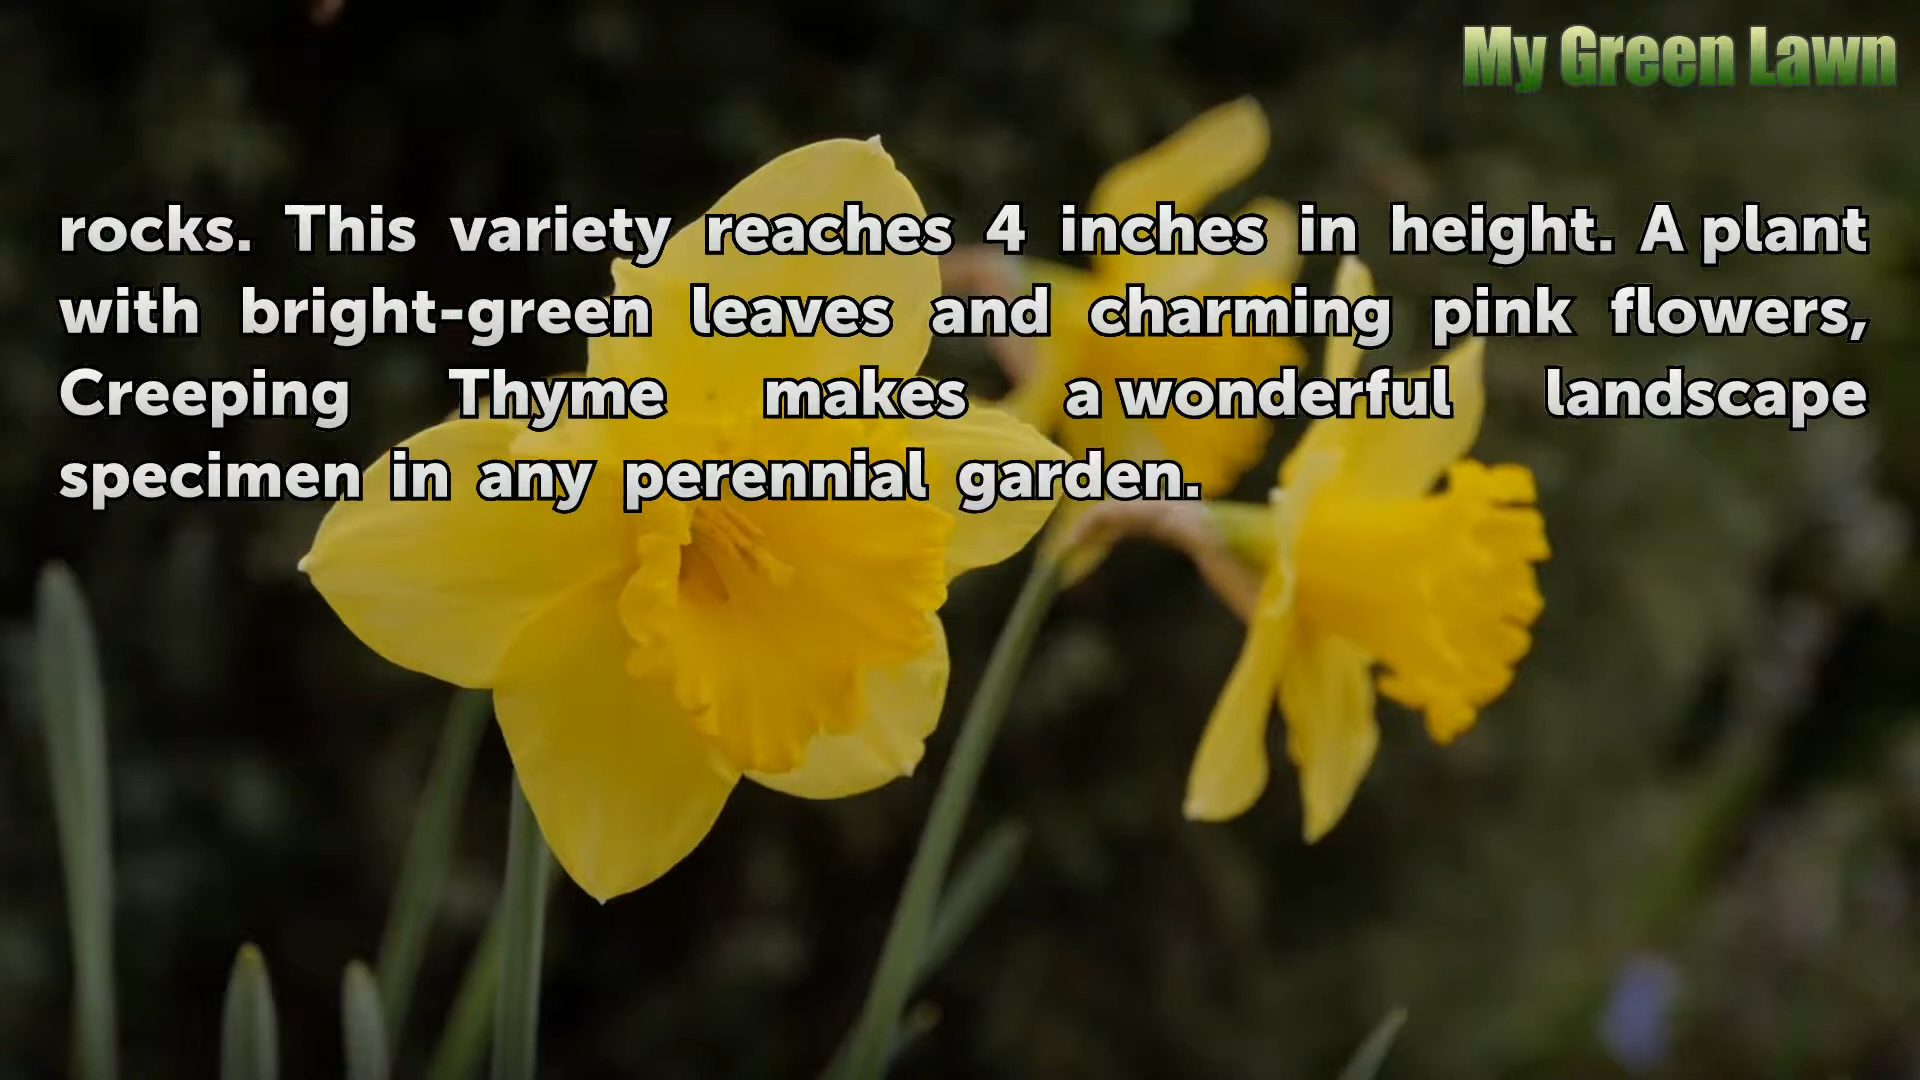 My Green Lawn
rocks. This variety reaches 4 inches in height. A plant
with bright-green leaves and charming pink flowers,
Creeping Thyme makes a wonderful landscape
specimen in any perennial garden.